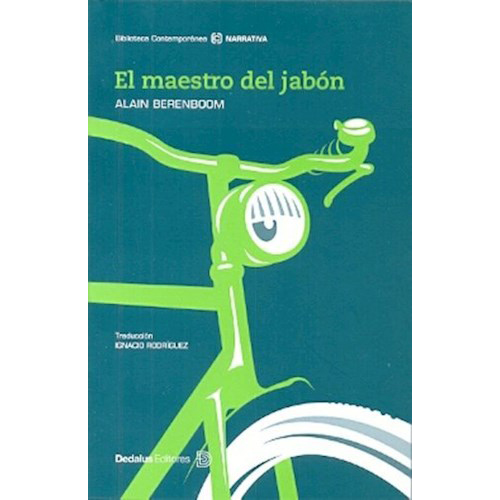 Biblioteca Contemporánea NARRATIVA
El maestro del jabón
ALAIN BERENBOOM
Traducción
IGNACIO RODRÍGUEZ
Dedalus Editores